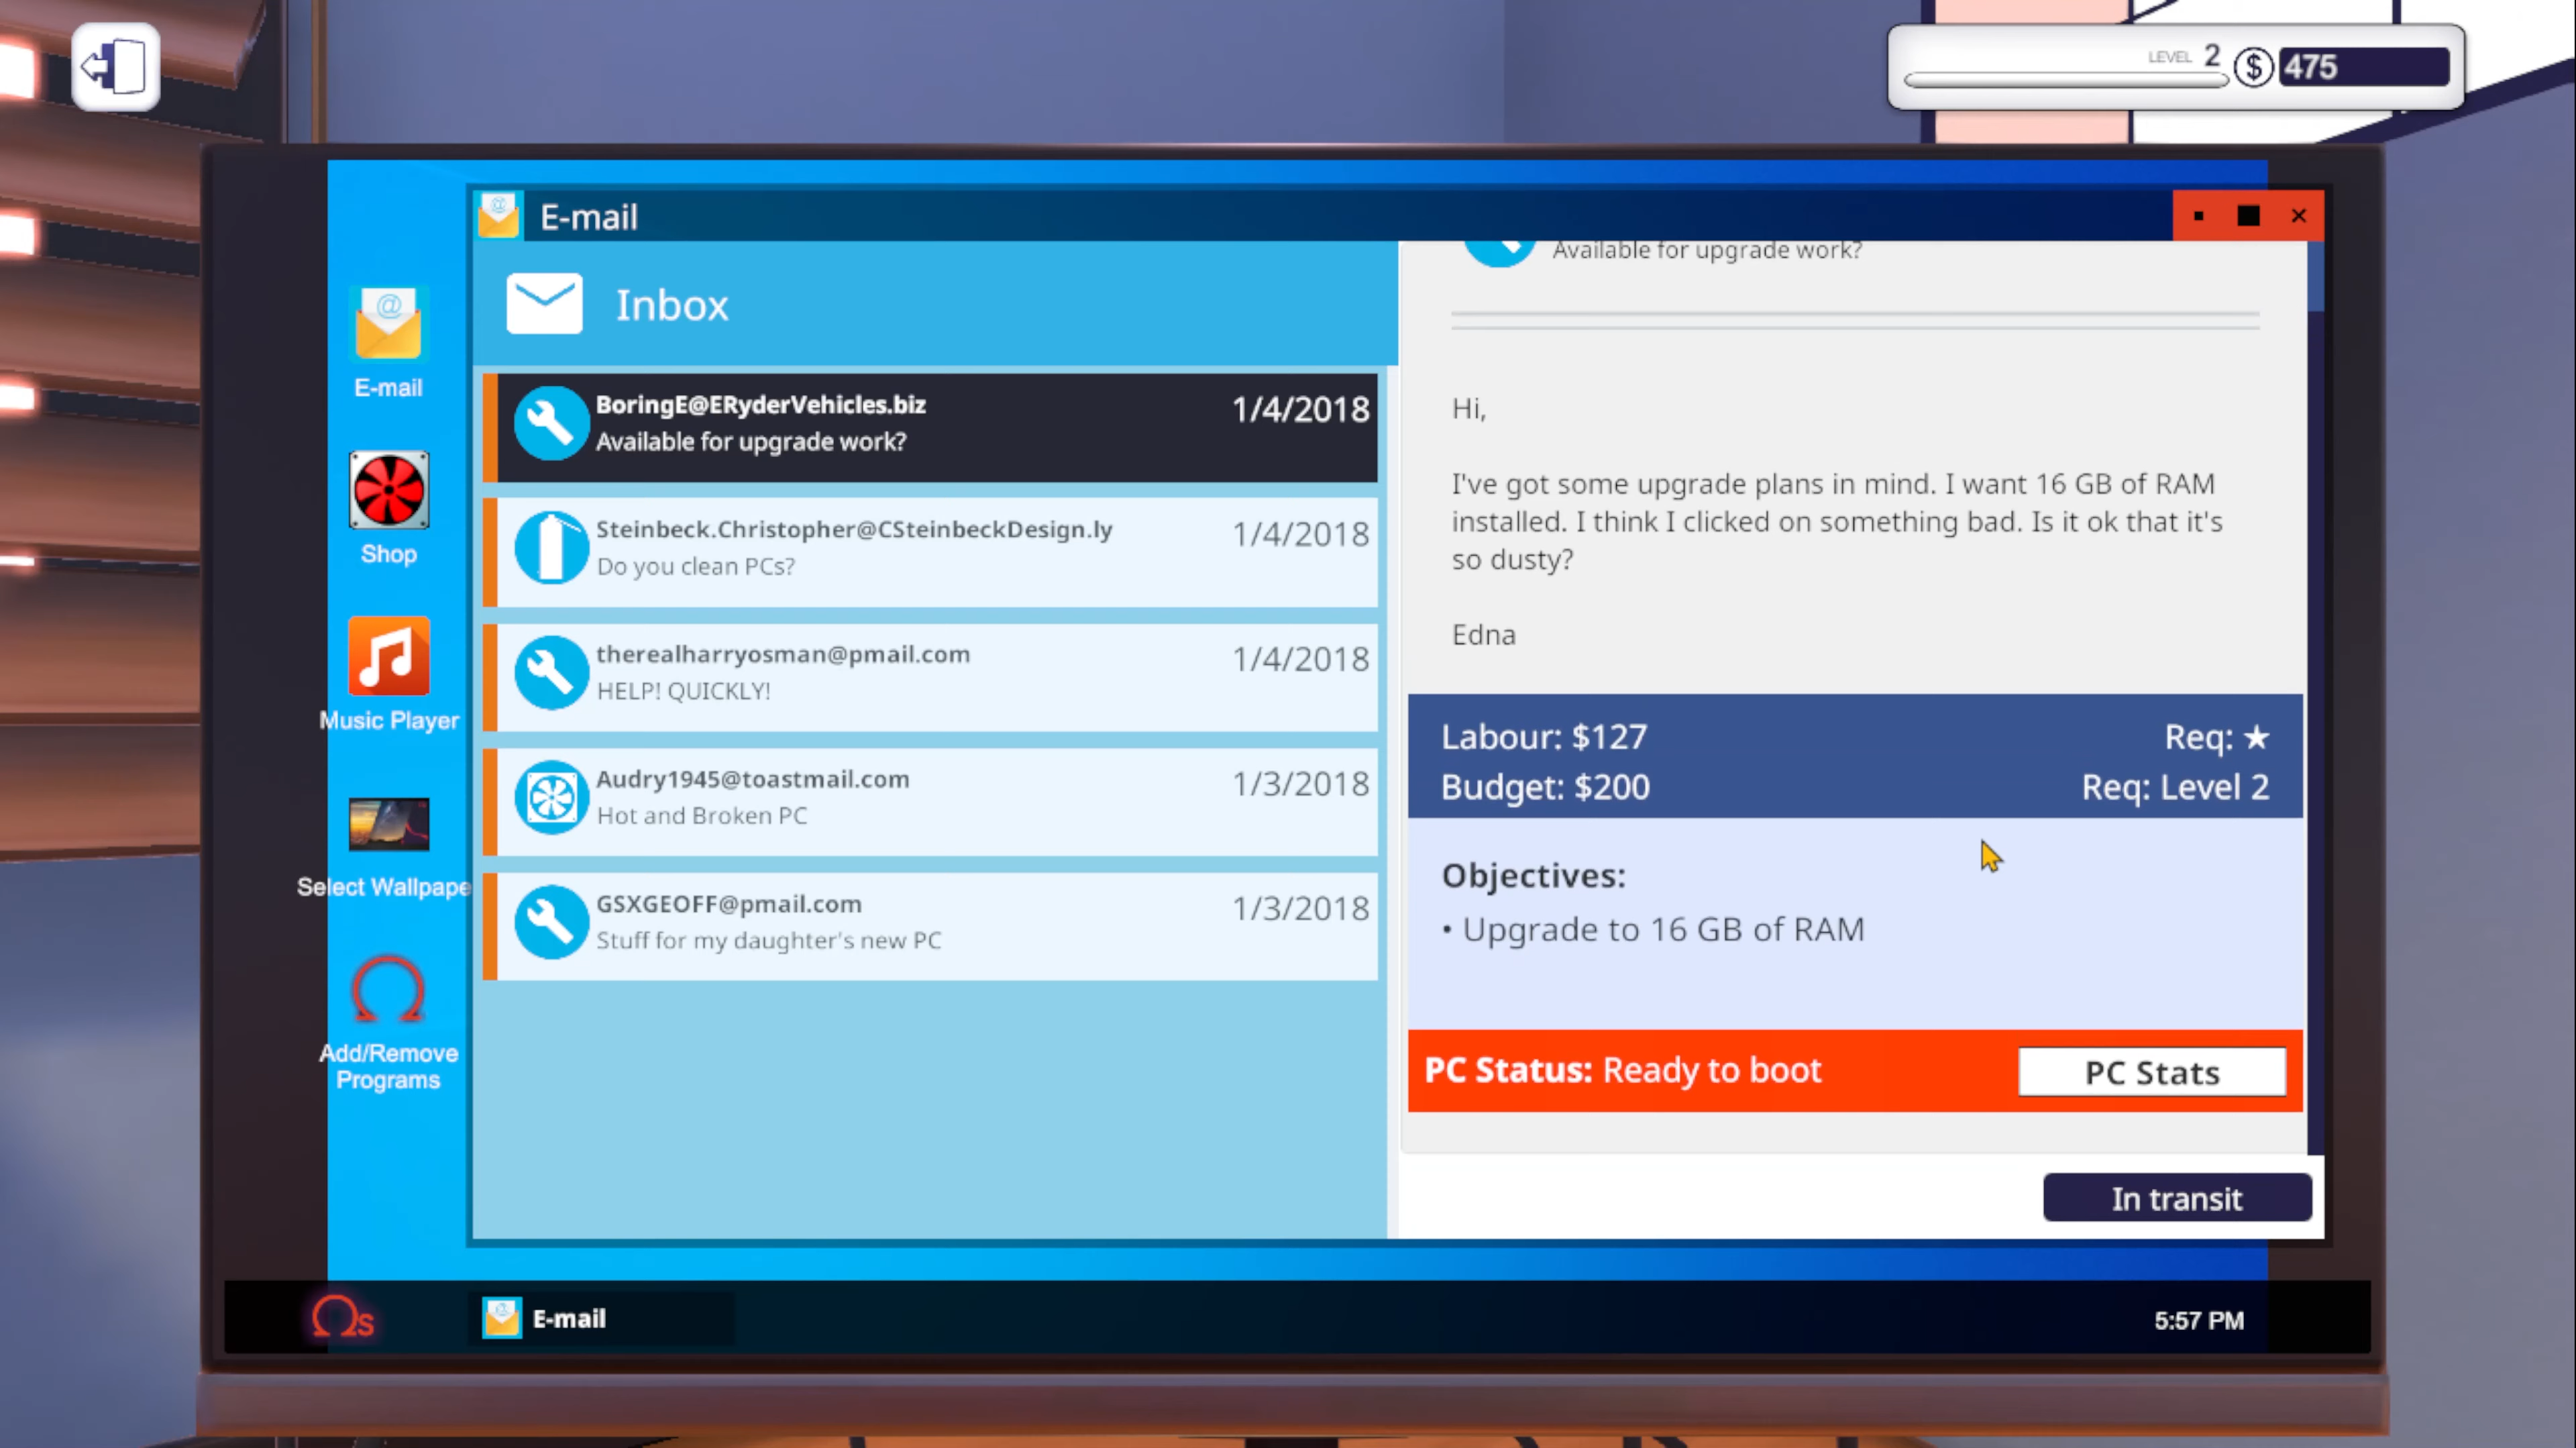 LEVEL 2 $ 475
E-mail
Available for upgrade work?
Inbox
E-mail
Shop
Music Player
Select Wallpape
Add/Remove
Programs
BoringE@ERyderVehicles.biz 1/4/2018
Available for upgrade work?
Steinbeck.Christopher@CSteinbeckDesign.ly 1/4/2018
Do you clean PCs?
therealharryosman@pmail.com 1/4/2018
HELP! QUICKLY!
Audry1945@toastmail.com 1/3/2018
Hot and Broken PC
GSXGEOFF@pmail.com 1/3/2018
Stuff for my daughter's new PC
Hi,
I've got some upgrade plans in mind. I want 16 GB of RAM
installed. I think I clicked on something bad. Is it ok that it's
so dusty?
Edna
Labour: $127 Req: ★
Budget: $200 Req: Level 2
Objectives:
• Upgrade to 16 GB of RAM
PC Status: Ready to boot PC Stats
In transit
Ωs E-mail 5:57 PM